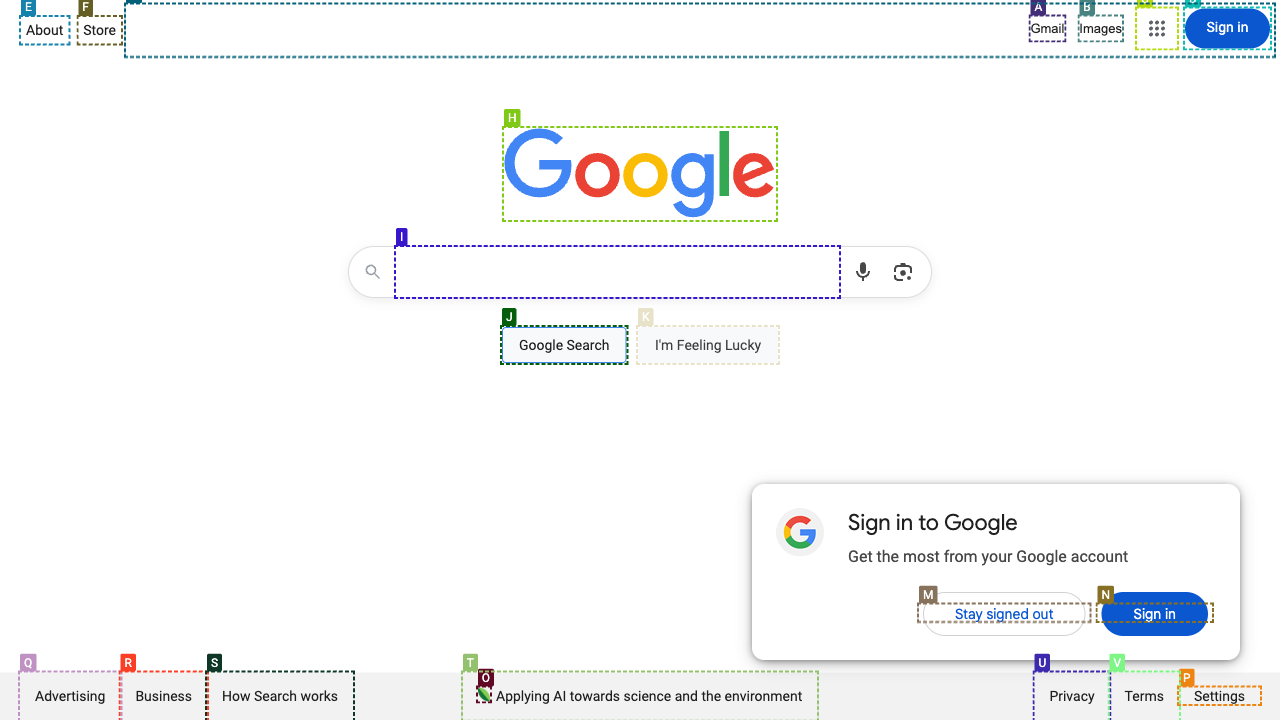 E
F
A
B
About
Store
Gmail
Images
Sign in
H
Google
I
J
K
Google Search
I'm Feeling Lucky
Sign in to Google
Get the most from your Google account
M
N
Stay signed out
Sign in
Q
R
S
T
O
U
V
P
Advertising
Business
How Search works
Applying AI towards science and the environment
Privacy
Terms
Settings